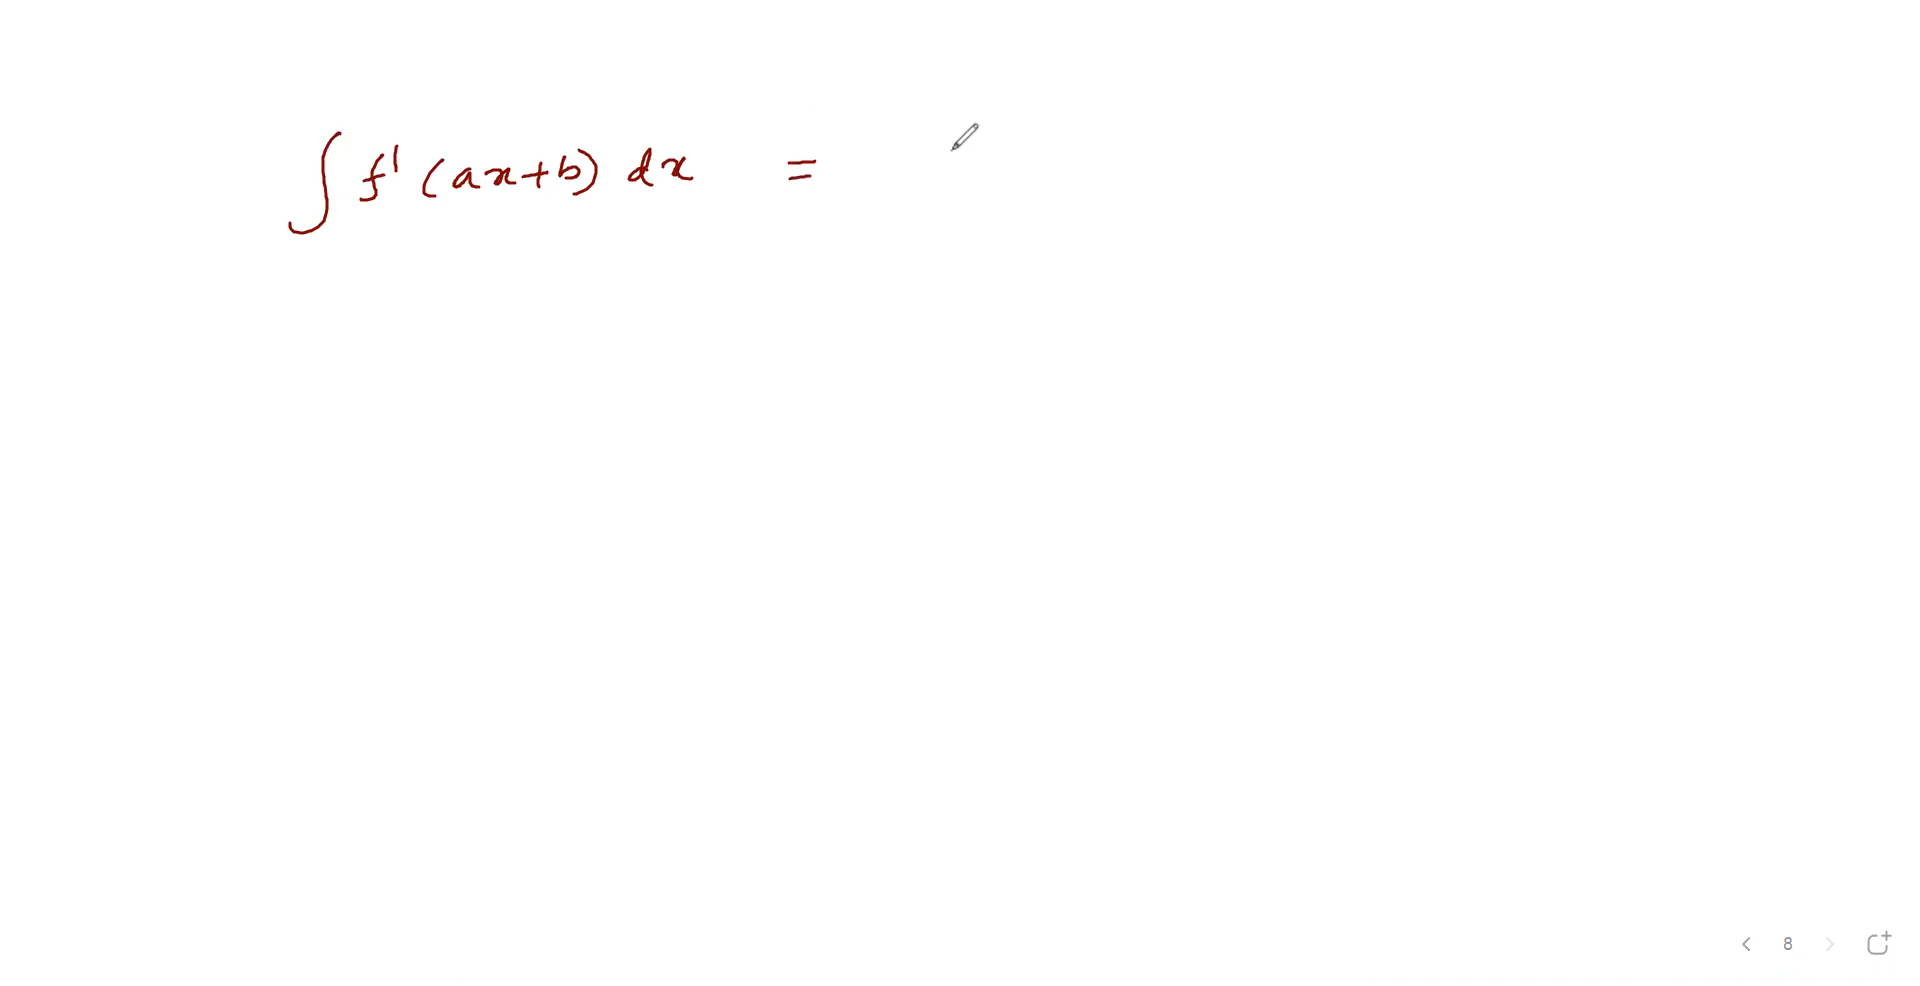 ∫ f'(ax+b) dx =
8